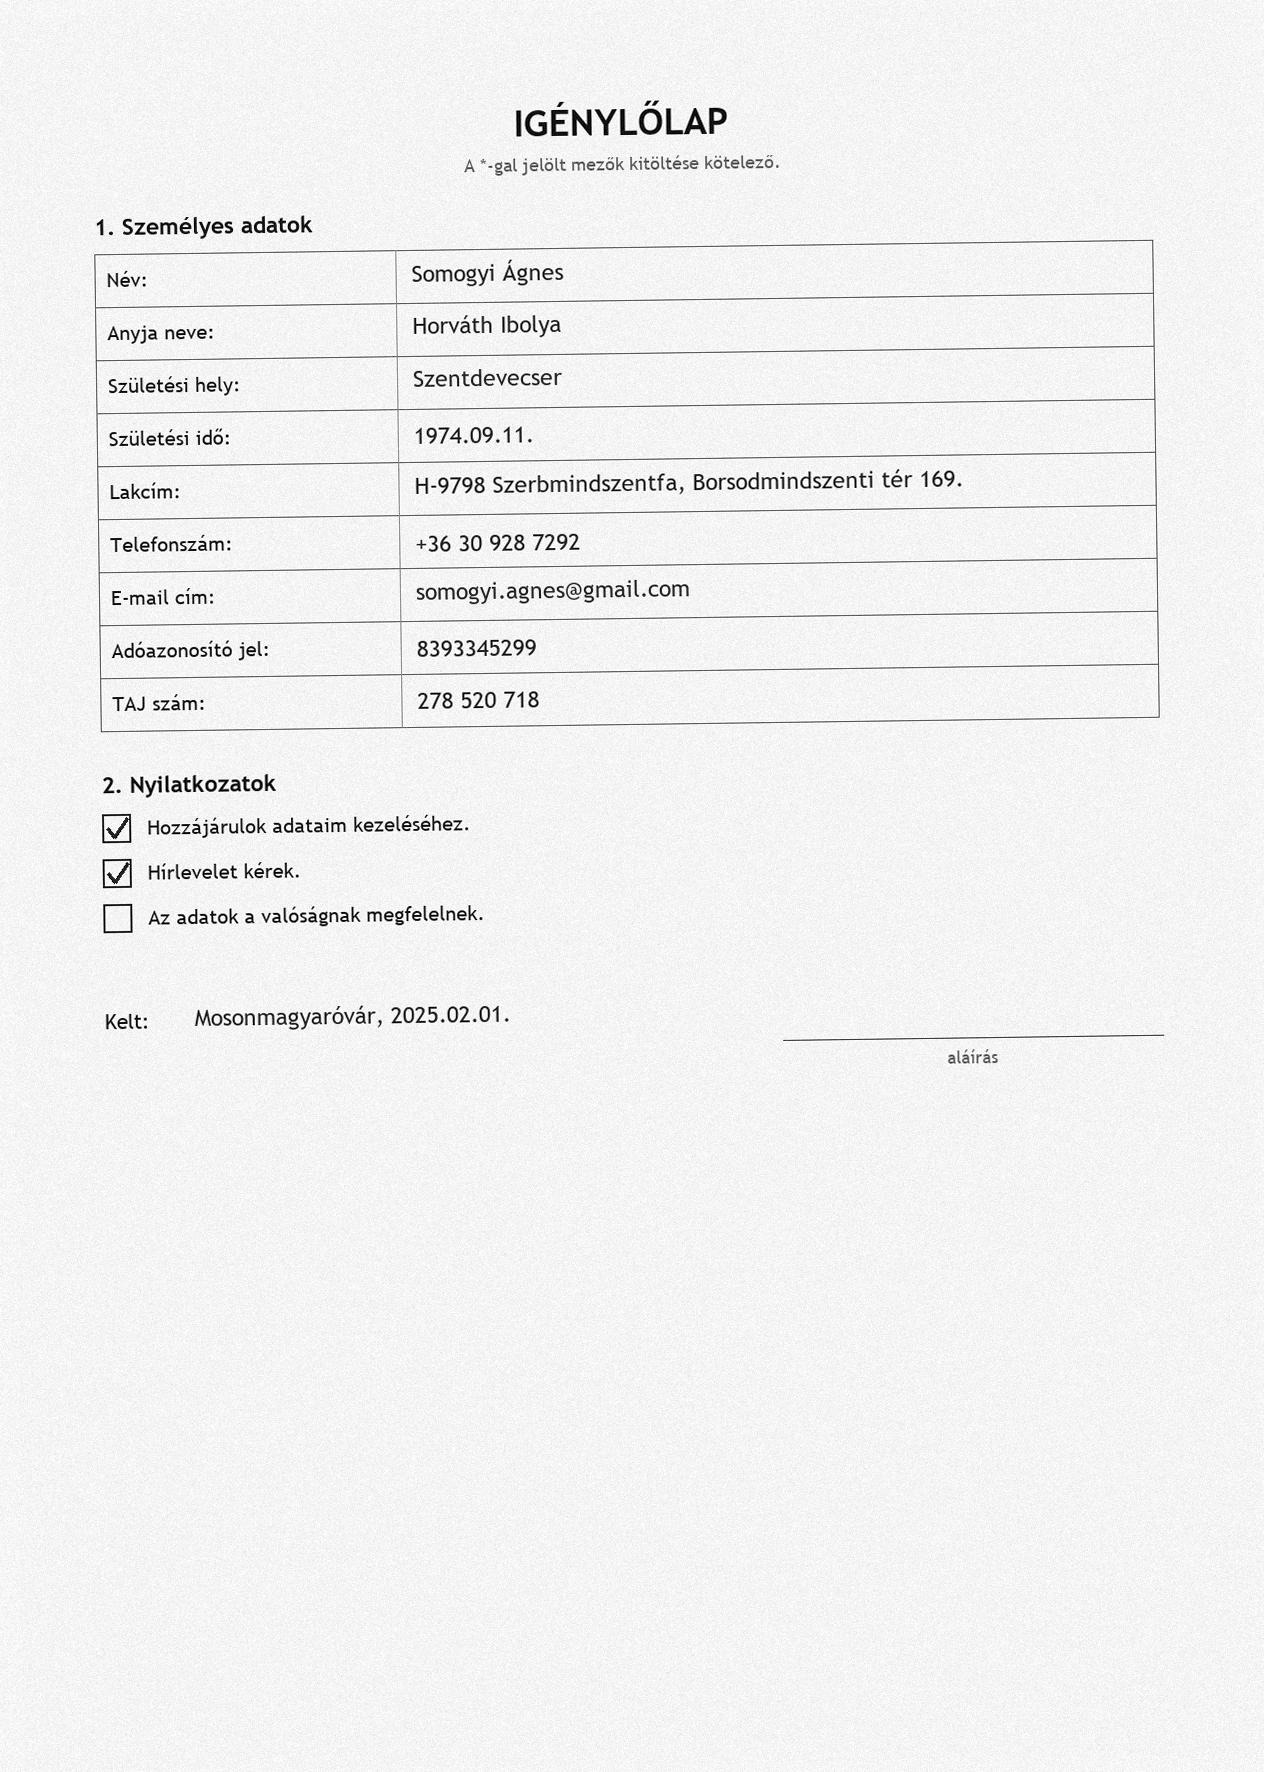 IGÉNYLŐLAP
A *-gal jelölt mezők kitöltése kötelező.
1. Személyes adatok
Név: Somogyi Ágnes
Anyja neve: Horváth Ibolya
Születési hely: Szentdevecser
Születési idő: 1974.09.11.
Lakcím: H-9798 Szerbmindszentfa, Borsodmindszenti tér 169.
Telefonszám: +36 30 928 7292
E-mail cím: somogyi.agnes@gmail.com
Adóazonosító jel: 8393345299
TAJ szám: 278 520 718
2. Nyilatkozatok
Hozzájárulok adataim kezeléséhez.
Hírlevelet kérek.
Az adatok a valóságnak megfelelnek.
Kelt: Mosonmagyaróvár, 2025.02.01.
aláírás